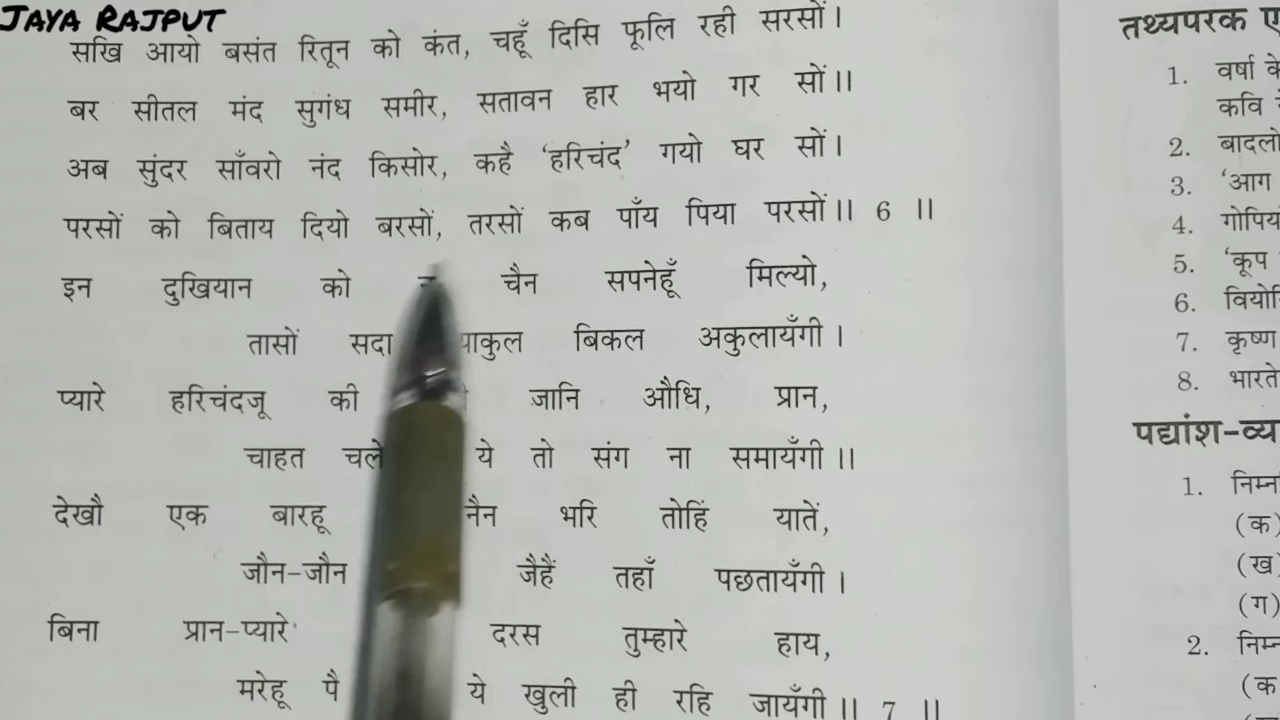 JAYA RAJPUT
सखि आयो बसंत रितून को कंत, चहूँ दिसि फूलि रही सरसों।
बर सीतल मंद सुगंध समीर, सतावन हार भयो गर सों।।
अब सुंदर साँवरो नंद किसोर, कहै ‘हरिचंद’ गयो घर सों।
परसों को बिताय दियो बरसों, तरसों कब पाँय पिया परसों।। 6 ।।
इन दुखियान को चैन सपनेहूँ मिल्यो,
तासों सदा बिकल अकुलायँगी।
प्यारे हरिचंदजू की जानि औधि, प्रान,
चाहत चले ये तो संग ना समायँगी।।
देखौ एक बारहू नैन भरि तोहिं यातें,
जौन-जौन जैहैं तहाँ पछतायँगी।
बिना प्रान-प्यारे दरस तुम्हारे हाय,
मरेहू पै ये खुली ही रहि जायँगी।। 7 ।।
तथ्यपरक
1. वर्षा के
कवि
2. बादलो
3. ‘आग
4. गोपियो
5. ‘कूप
6. वियोगि
7. कृष्ण
8. भारते
पद्यांश-व्य
1. निम्न
(क)
(ख)
(ग)
2. निम्न
(क